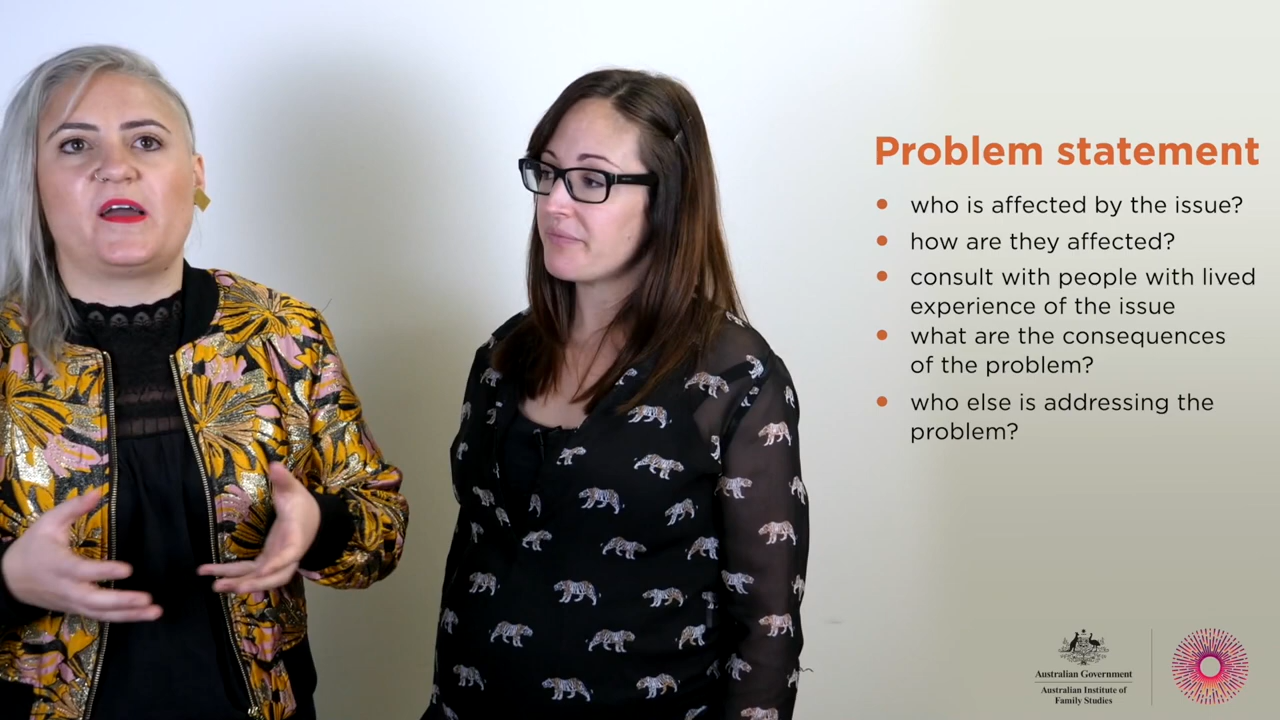 Problem statement
who is affected by the issue?
how are they affected?
consult with people with lived
experience of the issue
what are the consequences
of the problem?
who else is addressing the
problem?
Australian Government
Australian Institute of
Family Studies